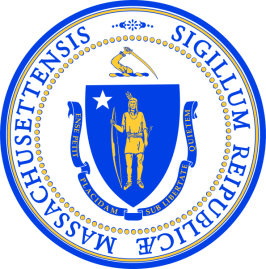 SIGILLUM REIPUBLICÆ MASSACHUSETTENSIS
ENSE PETIT
PLACIDAM
SUB LIBERTATE
QUIETEM